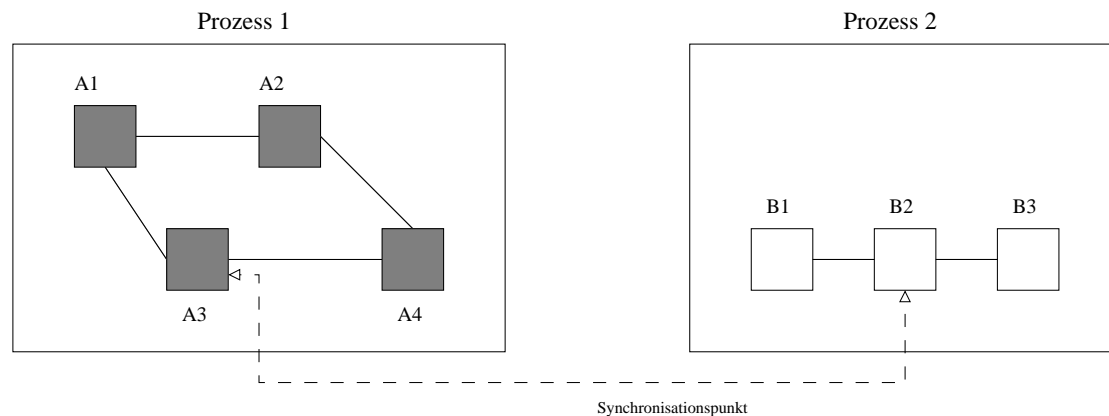 Prozess 1
Prozess 2
A1
A2
B1
B2
B3
A3
A4
Synchronisationspunkt